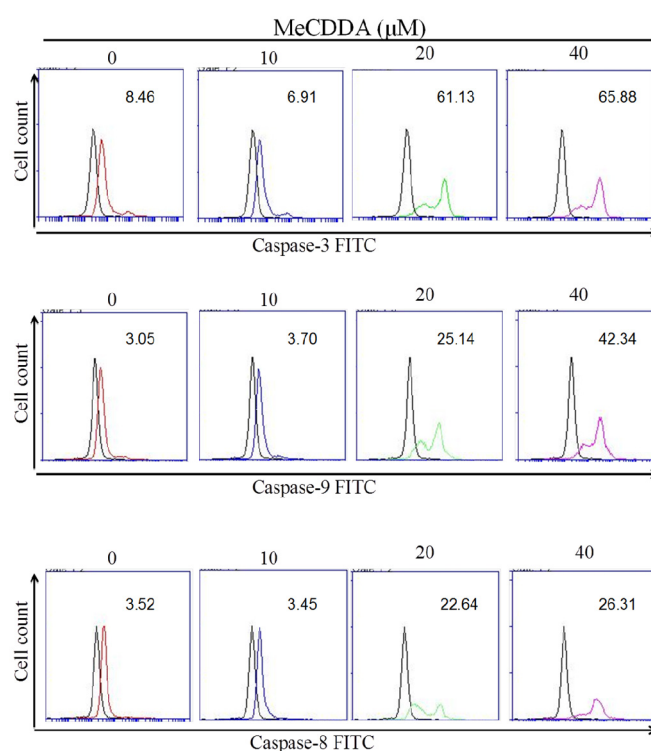 MeCDDA (μM)
0 10 20 40
8.46 6.91 61.13 65.88
Cell count
Caspase-3 FITC
0 10 20 40
3.05 3.70 25.14 42.34
Cell count
Caspase-9 FITC
0 10 20 40
3.52 3.45 22.64 26.31
Cell count
Caspase-8 FITC